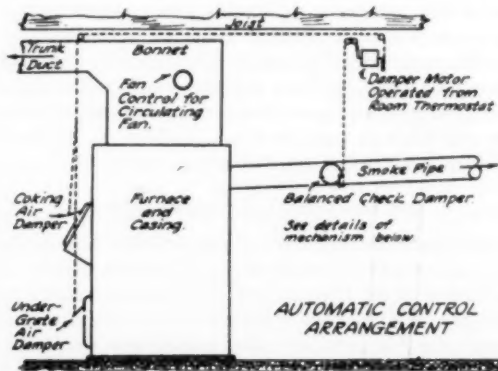 Joist
Trunk
Duct
Bonnet
Fan
Control for
Circulating
Fan.
Damper Motor
Operated from
Room Thermostat
Smoke Pipe
Balanced Check Damper.
See details of
mechanism below.
Coking
Air
Damper
Furnace
and
Casing.
Under-
Grate
Air
Damper
AUTOMATIC CONTROL
ARRANGEMENT